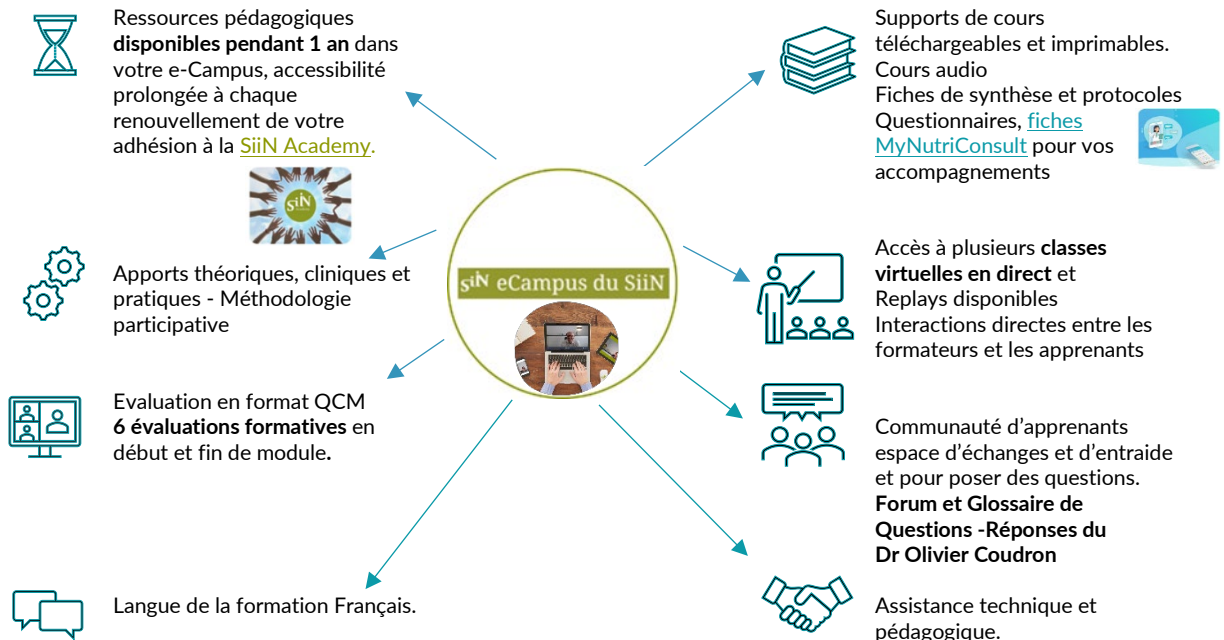 Ressources pédagogiques
disponibles pendant 1 an dans
votre e-Campus, accessibilité
prolongée à chaque
renouvellement de votre
adhésion à la SiiN Academy.
SiiN
Apports théoriques, cliniques et
pratiques - Méthodologie
participative
Evaluation en format QCM
6 évaluations formatives en
début et fin de module.
Langue de la formation Français.
SiiN eCampus du SiiN
Supports de cours
téléchargeables et imprimables.
Cours audio
Fiches de synthèse et protocoles
Questionnaires, fiches
MyNutriConsult pour vos
accompagnements
Accès à plusieurs classes
virtuelles en direct et
Replays disponibles
Interactions directes entre les
formateurs et les apprenants
Communauté d’apprenants
espace d’échanges et d’entraide
et pour poser des questions.
Forum et Glossaire de
Questions -Réponses du
Dr Olivier Coudron
Assistance technique et
pédagogique.